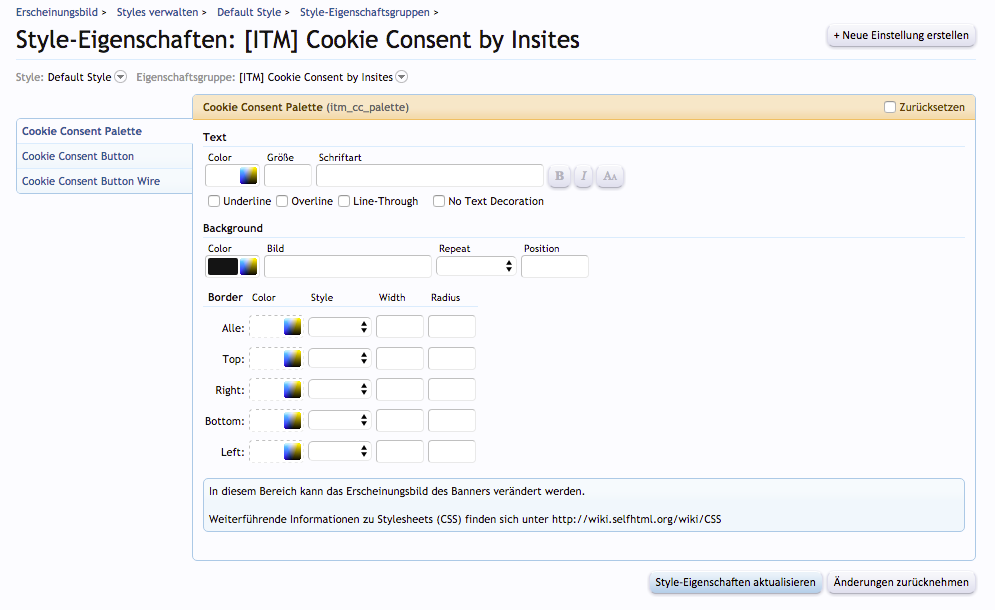 Erscheinungsbild > Styles verwalten > Default Style > Style-Eigenschaftsgruppen >
Style-Eigenschaften: [ITM] Cookie Consent by Insites
+ Neue Einstellung erstellen
Style: Default Style Eigenschaftsgruppe: [ITM] Cookie Consent by Insites
Cookie Consent Palette
Cookie Consent Button
Cookie Consent Button Wire
Cookie Consent Palette (itm_cc_palette) Zurücksetzen
Text
Color Größe Schriftart
B I AA
Underline Overline Line-Through No Text Decoration
Background
Color Bild Repeat Position
Border Color Style Width Radius
Alle:
Top:
Right:
Bottom:
Left:
In diesem Bereich kann das Erscheinungsbild des Banners verändert werden.
Weiterführende Informationen zu Stylesheets (CSS) finden sich unter http://wiki.selfhtml.org/wiki/CSS
Style-Eigenschaften aktualisieren Änderungen zurücknehmen